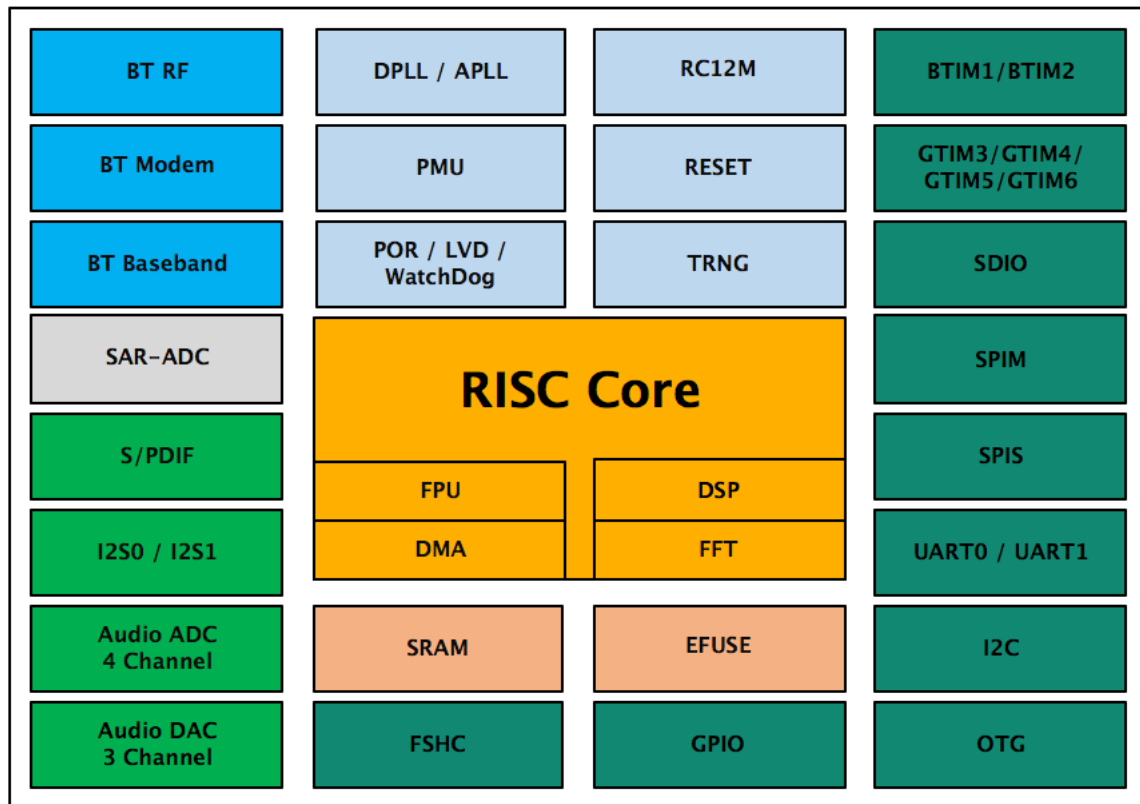 BT RF
DPLL / APLL
RC12M
BTIM1/BTIM2
BT Modem
PMU
RESET
GTIM3/GTIM4/
GTIM5/GTIM6
BT Baseband
POR / LVD /
WatchDog
TRNG
SDIO
SAR-ADC
RISC Core
SPIM
S/PDIF
FPU
DSP
SPIS
I2S0 / I2S1
DMA
FFT
UART0 / UART1
Audio ADC
4 Channel
SRAM
EFUSE
I2C
Audio DAC
3 Channel
FSHC
GPIO
OTG